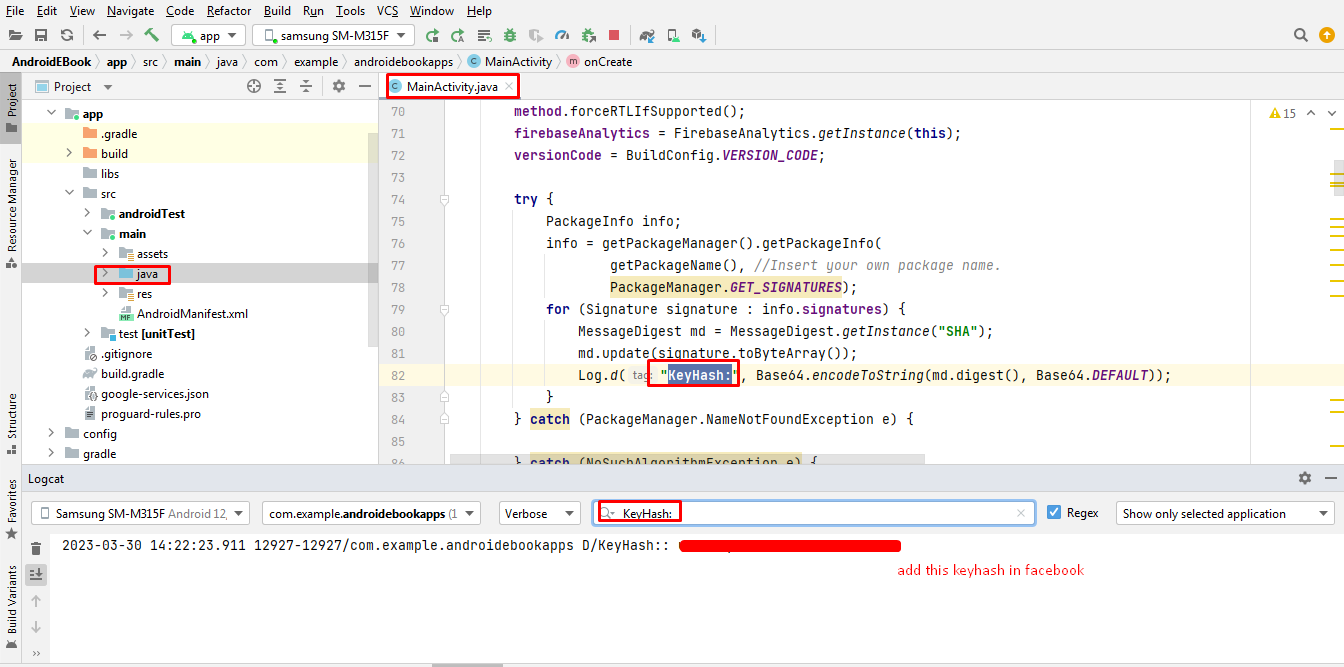 File Edit View Navigate Code Refactor Build Run Tools VCS Window Help
app samsung SM-M315F
AndroidEBook app src main java com example androidebookapps C MainActivity m onCreate
Project
Project
C MainActivity.java
app
.gradle
build
libs
src
androidTest
main
assets
java
res
MF AndroidManifest.xml
test [unitTest]
.gitignore
build.gradle
google-services.json
proguard-rules.pro
config
gradle
Resource Manager
Structure
Favorites
Build Variants
15
70 method.forceRTLIfSupported();
71 firebaseAnalytics = FirebaseAnalytics.getInstance(this);
72 versionCode = BuildConfig.VERSION_CODE;
73
74 try {
75 PackageInfo info;
76 info = getPackageManager().getPackageInfo(
77 getPackageName(), //Insert your own package name.
78 PackageManager.GET_SIGNATURES);
79 for (Signature signature : info.signatures) {
80 MessageDigest md = MessageDigest.getInstance("SHA");
81 md.update(signature.toByteArray());
82 Log.d( tag: "KeyHash:", Base64.encodeToString(md.digest(), Base64.DEFAULT));
83 }
84 } catch (PackageManager.NameNotFoundException e) {
85
86 } catch (NoSuchAlgorithmException e) {
Logcat
Samsung SM-M315F Android 12, com.example.androidebookapps (1 Verbose KeyHash: Regex Show only selected application
2023-03-30 14:22:23.911 12927-12927/com.example.androidebookapps D/KeyHash::
add this keyhash in facebook